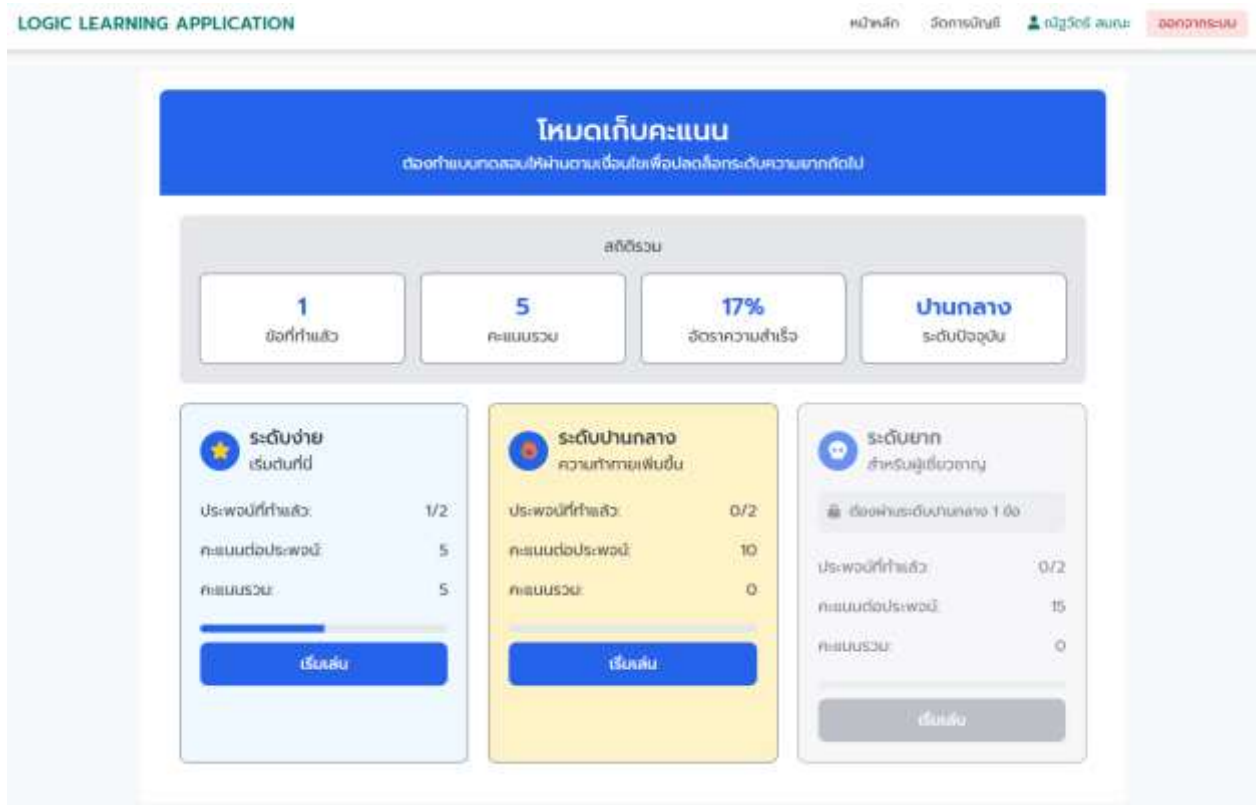 LOGIC LEARNING APPLICATION
หน้าหลัก จัดการบัญชี ณัฐวัตร์ สมณะ ออกจากระบบ
โหมดเก็บคะแนน
ต้องทำแบบทดสอบให้ผ่านตามเงื่อนไขเพื่อปลดล็อกระดับความยากถัดไป
สถิติรวม
1 5 17% ปานกลาง
ข้อที่ทำแล้ว คะแนนรวม อัตราความสำเร็จ ระดับปัจจุบัน
ระดับง่าย
เริ่มต้นที่นี่
ประพจน์ที่ทำแล้ว: 1/2
คะแนนต่อประพจน์: 5
คะแนนรวม: 5
เริ่มเล่น
ระดับปานกลาง
ความท้าทายเพิ่มขึ้น
ประพจน์ที่ทำแล้ว: 0/2
คะแนนต่อประพจน์: 10
คะแนนรวม: 0
เริ่มเล่น
ระดับยาก
สำหรับผู้เชี่ยวชาญ
ต้องผ่านระดับปานกลาง 1 ข้อ
ประพจน์ที่ทำแล้ว: 0/2
คะแนนต่อประพจน์: 15
คะแนนรวม: 0
เริ่มเล่น